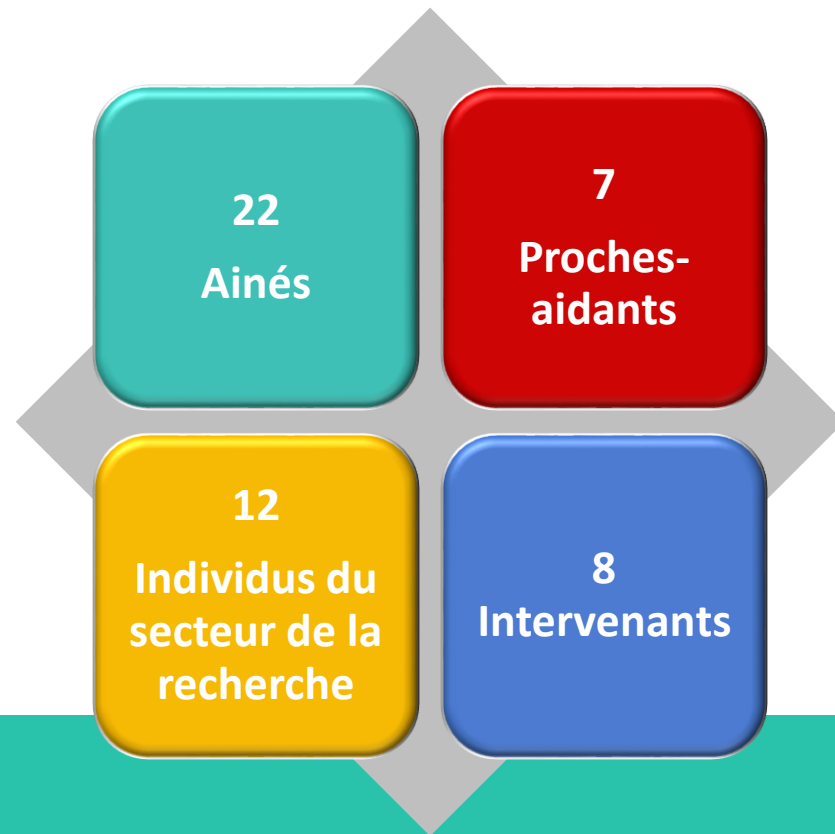 22
Ainés
7
Proches-
aidants
12
Individus du
secteur de la
recherche
8
Intervenants